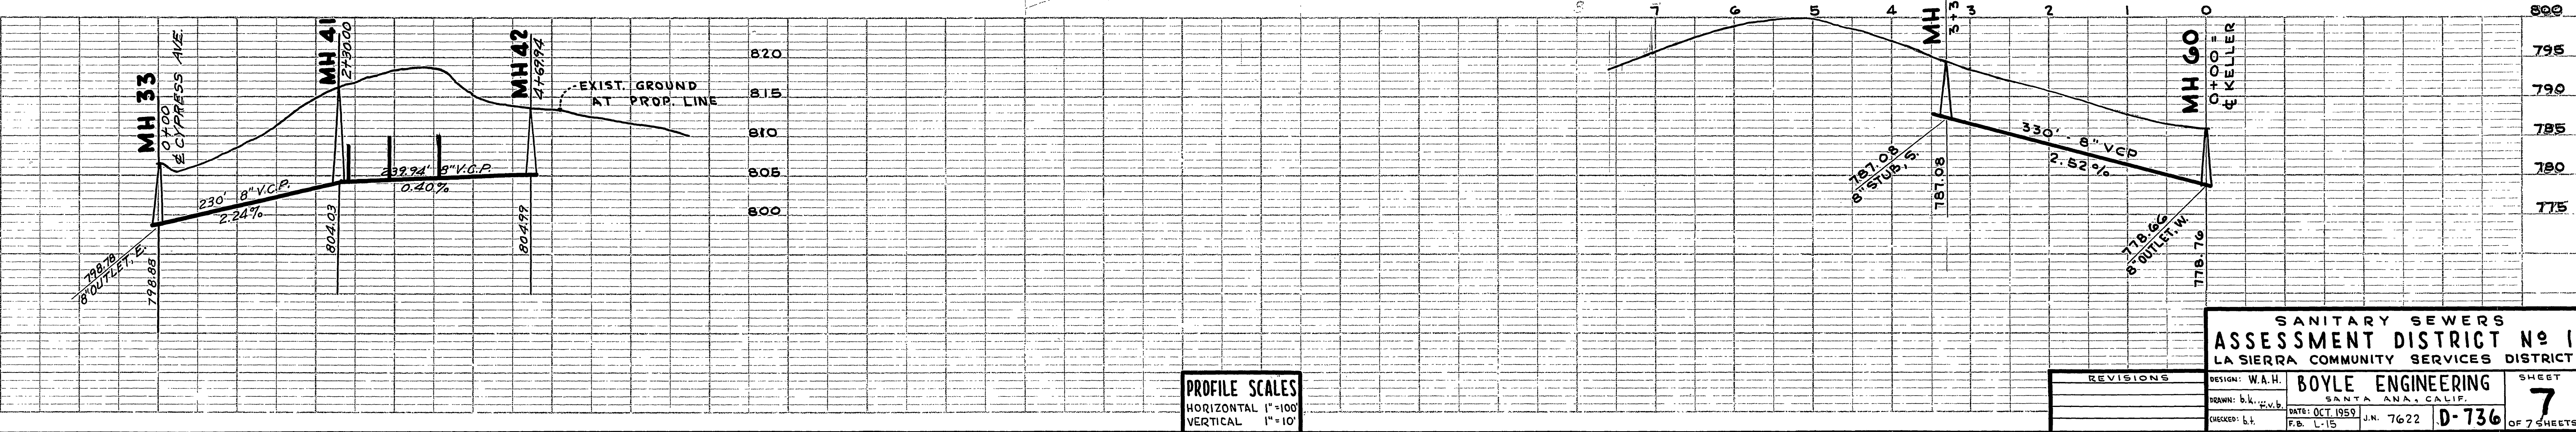 MH 33
0+00
₵ CYPRESS AVE.
MH 41
2+30.00
MH 42
4+69.94
EXIST. GROUND
AT PROP. LINE
820
815
810
805
800
230' 8" V.C.P.
2.24%
239.94' 8" V.C.P.
0.40%
798.78
8" OUTLET, E.
798.88
804.03
804.99
7
6
5
4
3
2
1
0
MH
3+3
MH 60
0+00 =
₵ KELLER
800
795
790
785
780
775
330' - 8" VCP
2.52%
787.08
8" STUB, S.
787.08
778.66
8" OUTLET, W.
778.76
PROFILE SCALES
HORIZONTAL 1"=100'
VERTICAL 1"=10'
REVISIONS
SANITARY SEWERS
ASSESSMENT DISTRICT Nº 1
LA SIERRA COMMUNITY SERVICES DISTRICT
DESIGN: W.A.H.
DRAWN: b.k. F.v.b.
CHECKED: b.t.
BOYLE ENGINEERING
SANTA ANA, CALIF.
DATE: OCT. 1959
F.B. L-15
J.N. 7622
D-736
SHEET
7
OF 7 SHEETS